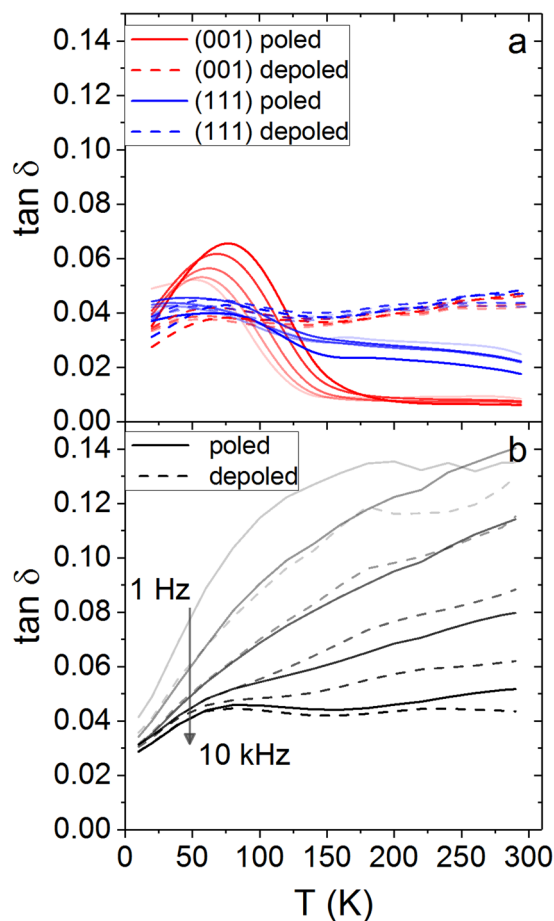 0.14
0.12
0.10
0.08
0.06
0.04
0.02
0.00
tan δ
(001) poled
(001) depoled
(111) poled
(111) depoled
a
0.14
0.12
0.10
0.08
0.06
0.04
0.02
0.00
tan δ
poled
depoled
b
1 Hz
10 kHz
0 50 100 150 200 250 300
T (K)